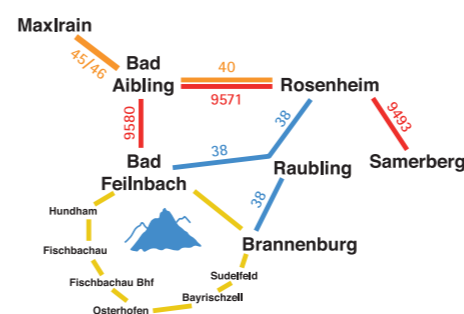 Maxlrain
45/46
Bad
Aibling
40
9571
Rosenheim
9580
38
9493
38
Bad
Feilnbach
Raubling
Samerberg
38
Hundham
Brannenburg
Fischbachau
Sudelfeld
Fischbachau Bhf
Bayrischzell
Osterhofen